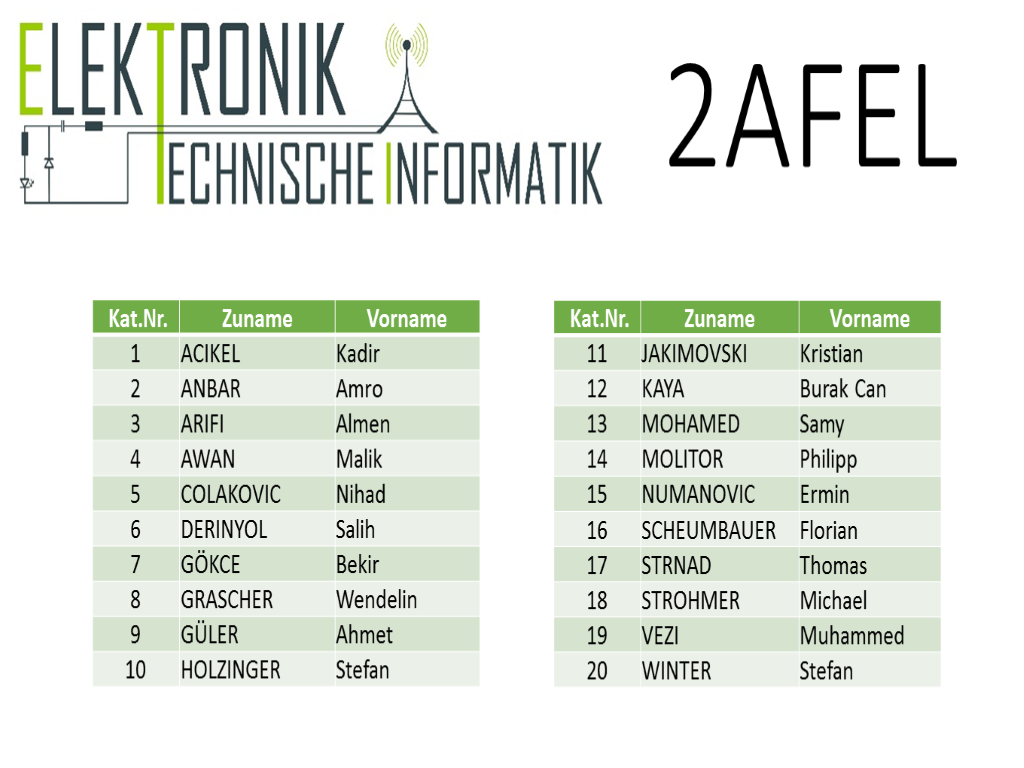 ELEKTRONIK
TECHNISCHE INFORMATIK
2AFEL
Kat.Nr. Zuname Vorname
1 ACIKEL Kadir
2 ANBAR Amro
3 ARIFI Almen
4 AWAN Malik
5 COLAKOVIC Nihad
6 DERINYOL Salih
7 GÖKCE Bekir
8 GRASCHER Wendelin
9 GÜLER Ahmet
10 HOLZINGER Stefan
Kat.Nr. Zuname Vorname
11 JAKIMOVSKI Kristian
12 KAYA Burak Can
13 MOHAMED Samy
14 MOLITOR Philipp
15 NUMANOVIC Ermin
16 SCHEUMBAUER Florian
17 STRNAD Thomas
18 STROHMER Michael
19 VEZI Muhammed
20 WINTER Stefan